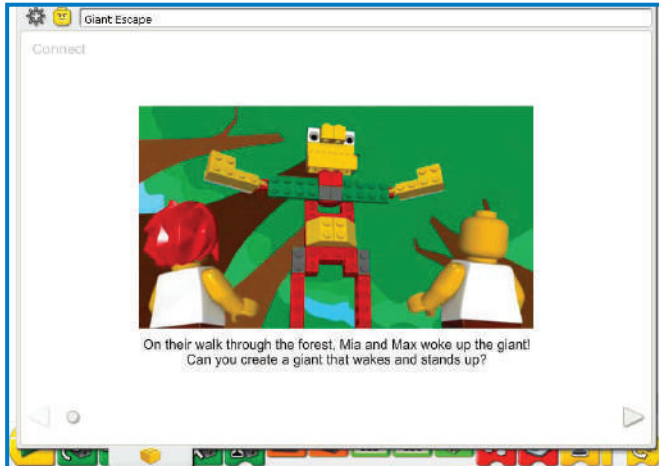 Giant Escape
Connect
On their walk through the forest, Mia and Max woke up the giant!
Can you create a giant that wakes and stands up?